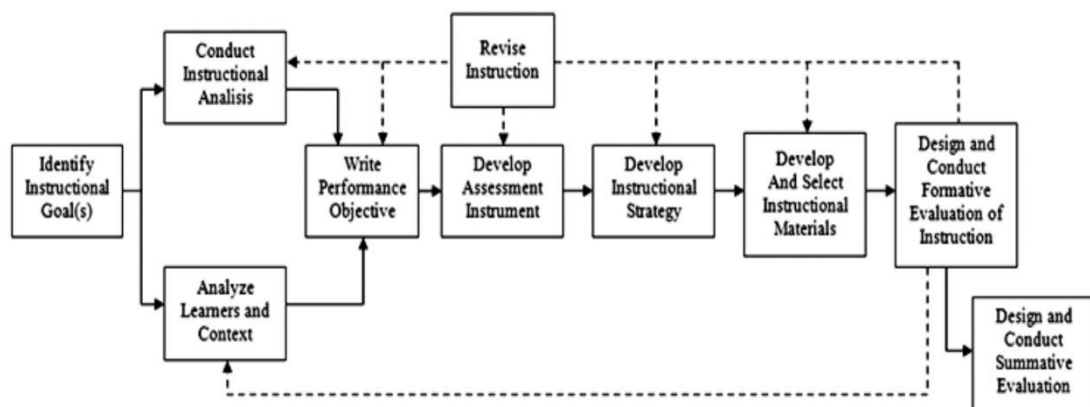 Conduct
Instructional
Analisis
Revise
Instruction
Identify
Instructional
Goal(s)
Write
Performance
Objective
Develop
Assessment
Instrument
Develop
Instructional
Strategy
Develop
And Select
Instructional
Materials
Design and
Conduct
Formative
Evaluation of
Instruction
Analyze
Learners and
Context
Design and
Conduct
Summative
Evaluation